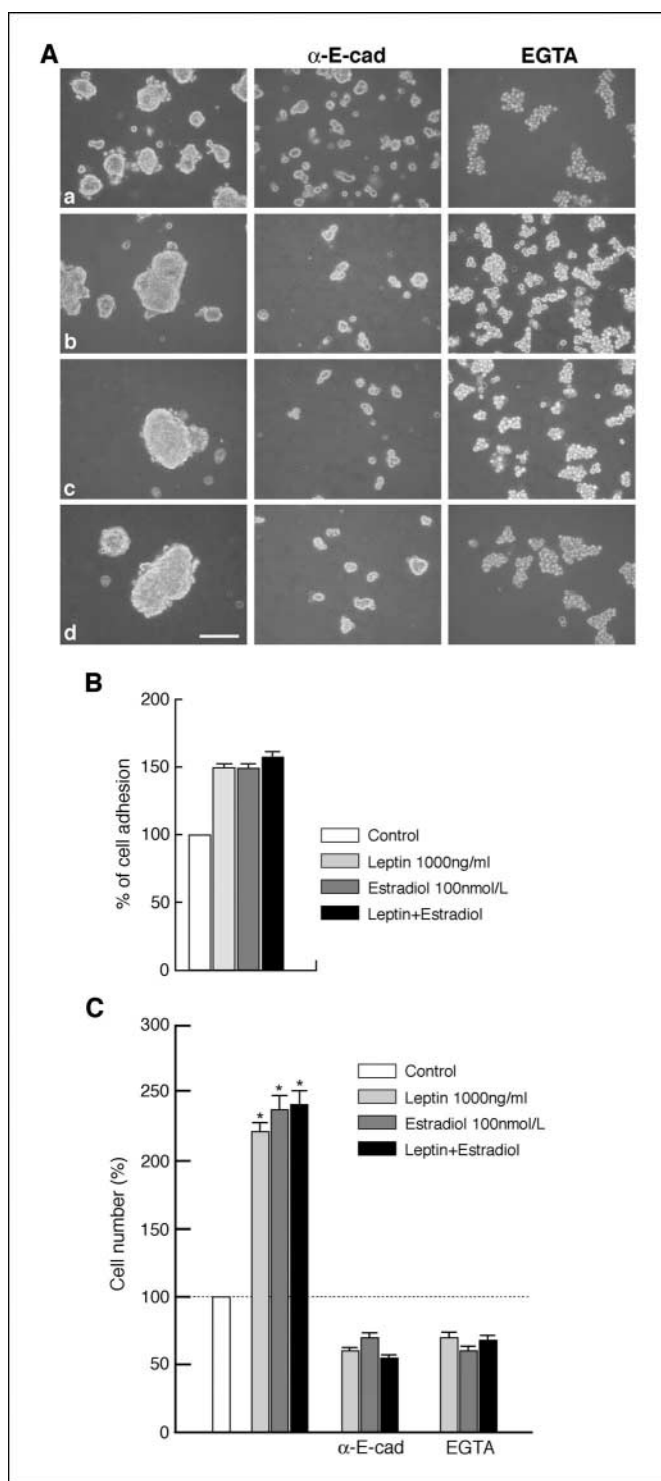 A
α-E-cad
EGTA
a
b
c
d
B
% of cell adhesion
200
150
100
50
0
Control
Leptin 1000ng/ml
Estradiol 100nmol/L
Leptin+Estradiol
C
Cell number (%)
300
250
200
150
100
50
0
* * *
Control
Leptin 1000ng/ml
Estradiol 100nmol/L
Leptin+Estradiol
α-E-cad
EGTA